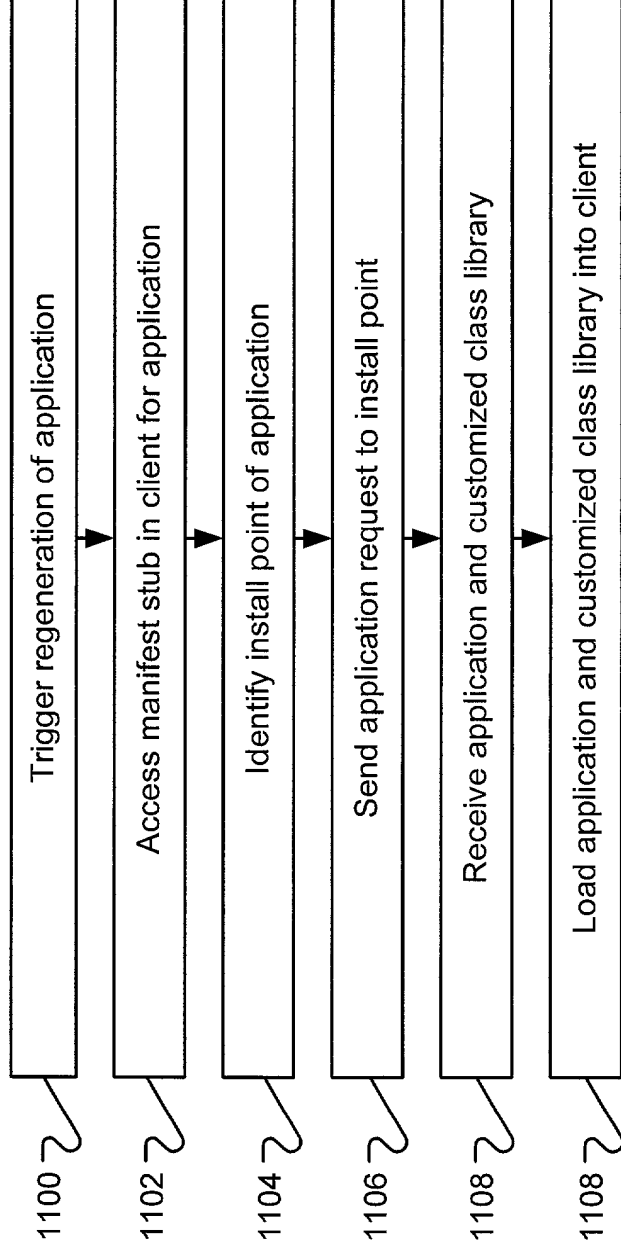 1100
Trigger regeneration of application
1102
Access manifest stub in client for application
1104
Identify install point of application
1106
Send application request to install point
1108
Receive application and customized class library
1108
Load application and customized class library into client